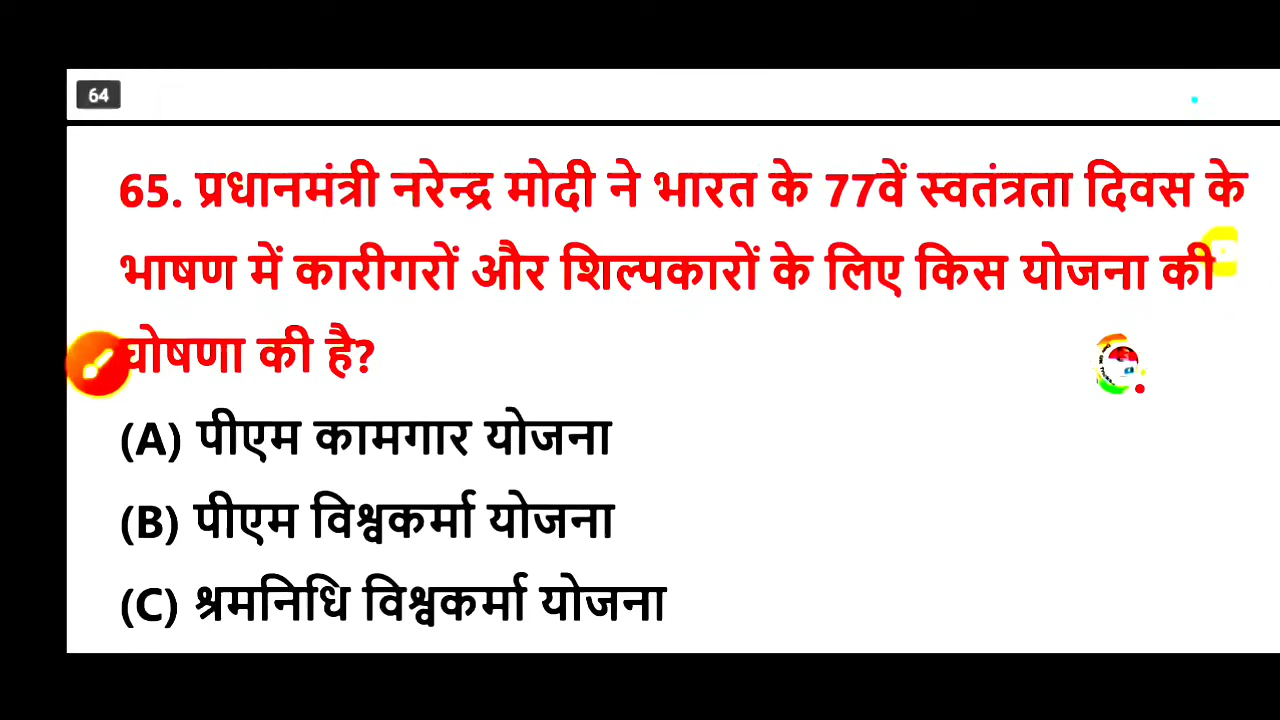 64
65. प्रधानमंत्री नरेन्द्र मोदी ने भारत के 77वें स्वतंत्रता दिवस के
भाषण में कारीगरों और शिल्पकारों के लिए किस योजना की
घोषणा की है?
(A) पीएम कामगार योजना
(B) पीएम विश्वकर्मा योजना
(C) श्रमनिधि विश्वकर्मा योजना